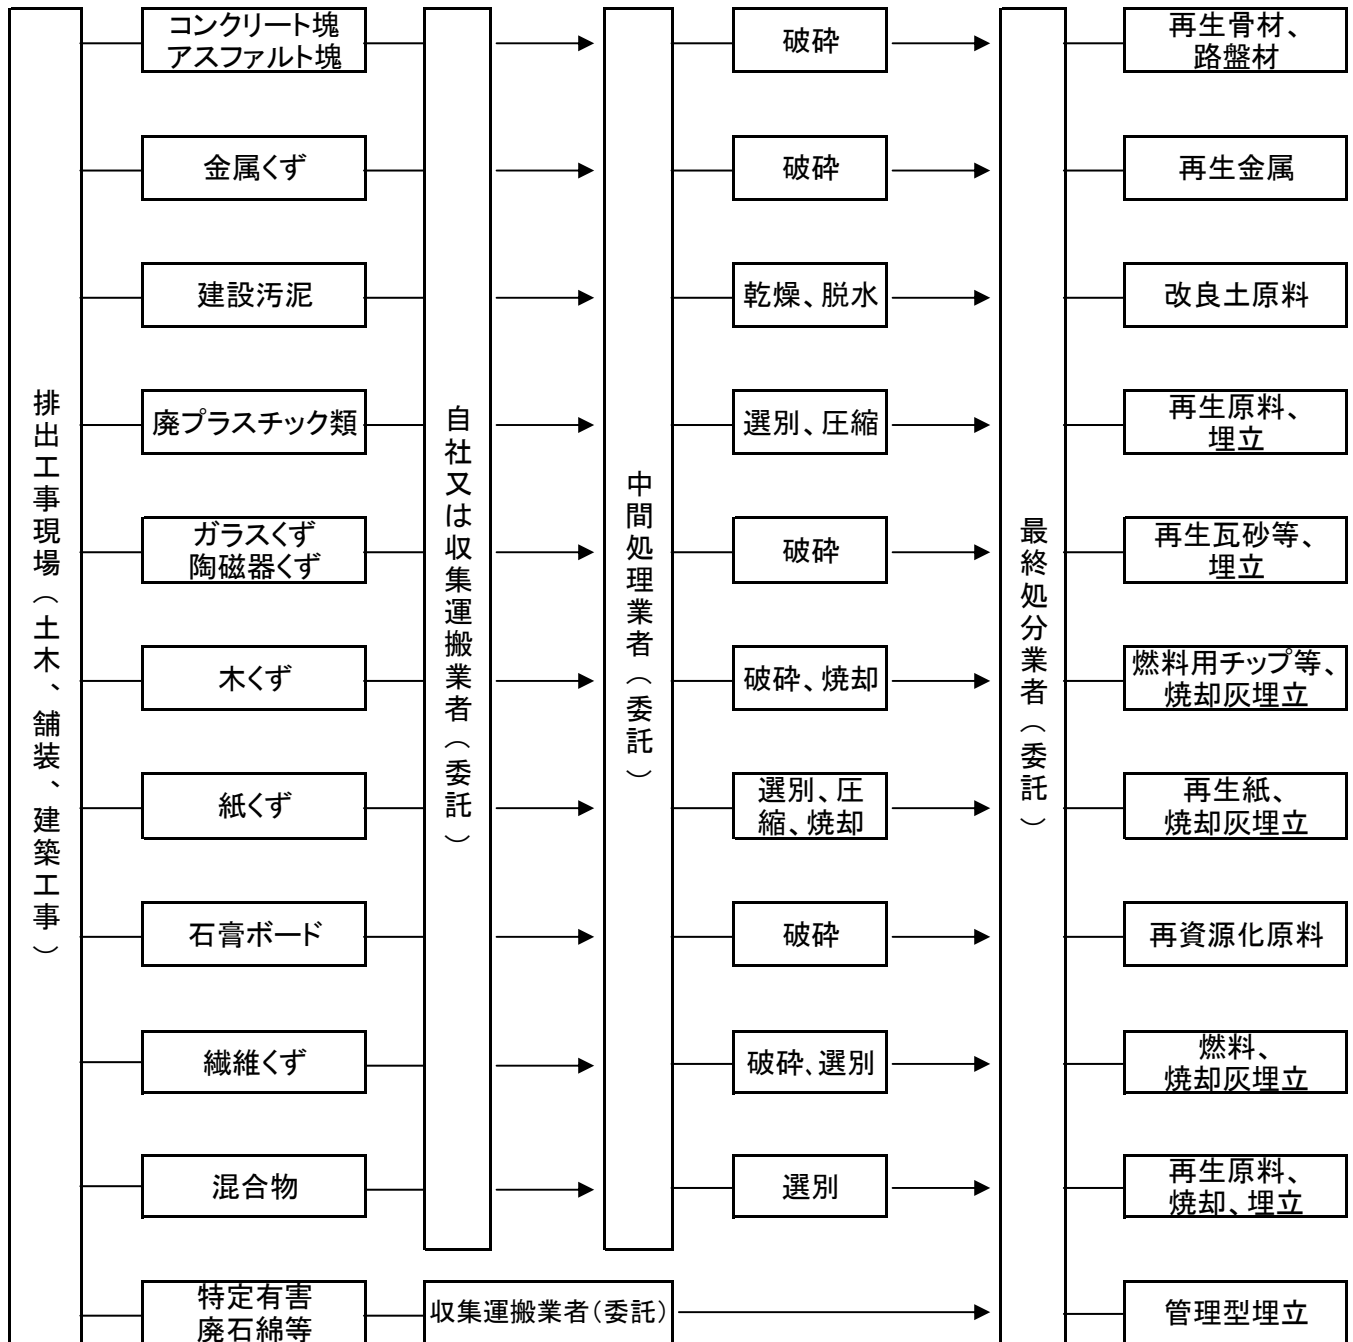 排出工事現場（土木、舗装、建築工事）
コンクリート塊
アスファルト塊
自社又は収集運搬業者（委託）
中間処理業者（委託）
破砕
最終処分業者（委託）
再生骨材、
路盤材
金属くず
破砕
再生金属
建設汚泥
乾燥、脱水
改良土原料
廃プラスチック類
選別、圧縮
再生原料、
埋立
ガラスくず
陶磁器くず
破砕
再生瓦砂等、
埋立
木くず
破砕、焼却
燃料用チップ等、
焼却灰埋立
紙くず
選別、圧
縮、焼却
再生紙、
焼却灰埋立
石膏ボード
破砕
再資源化原料
繊維くず
破砕、選別
燃料、
焼却灰埋立
混合物
選別
再生原料、
焼却、埋立
特定有害
廃石綿等
収集運搬業者（委託）
管理型埋立